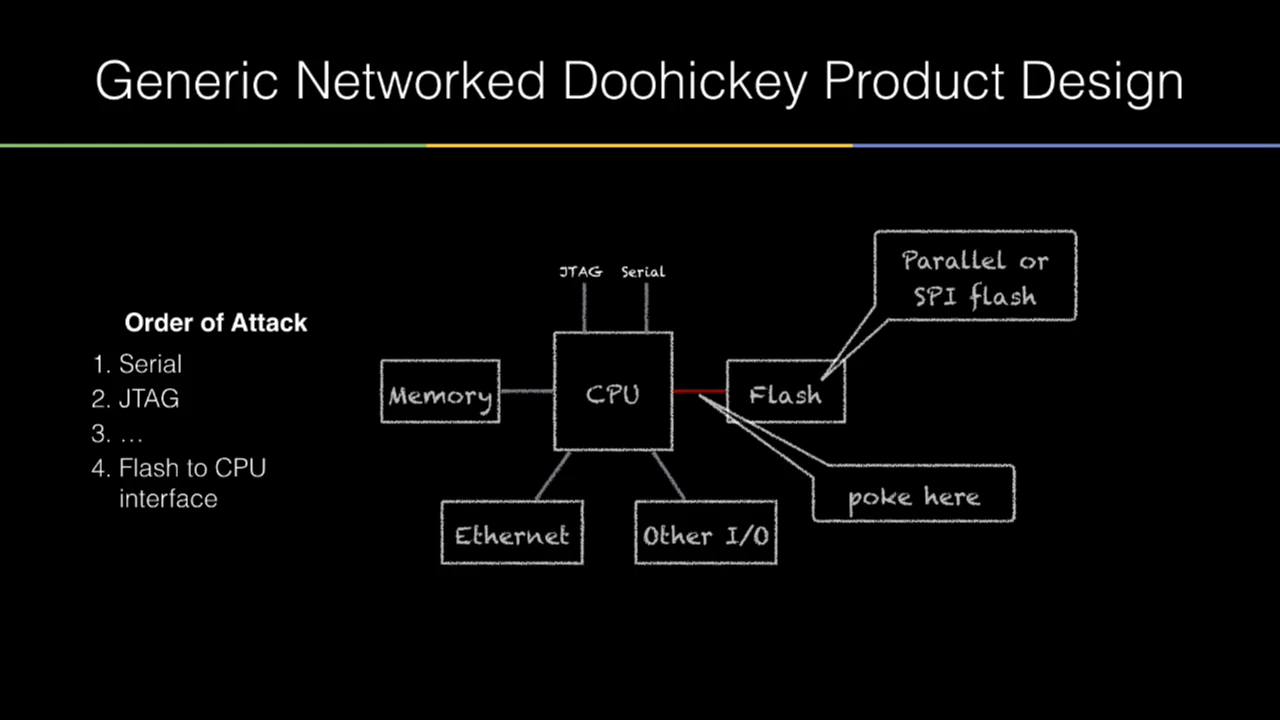 Generic Networked Doohickey Product Design
Order of Attack
1. Serial
2. JTAG
3. ...
4. Flash to CPU
interface
JTAG Serial
Parallel or
SPI flash
Memory
CPU
Flash
poke here
Ethernet
Other I/O